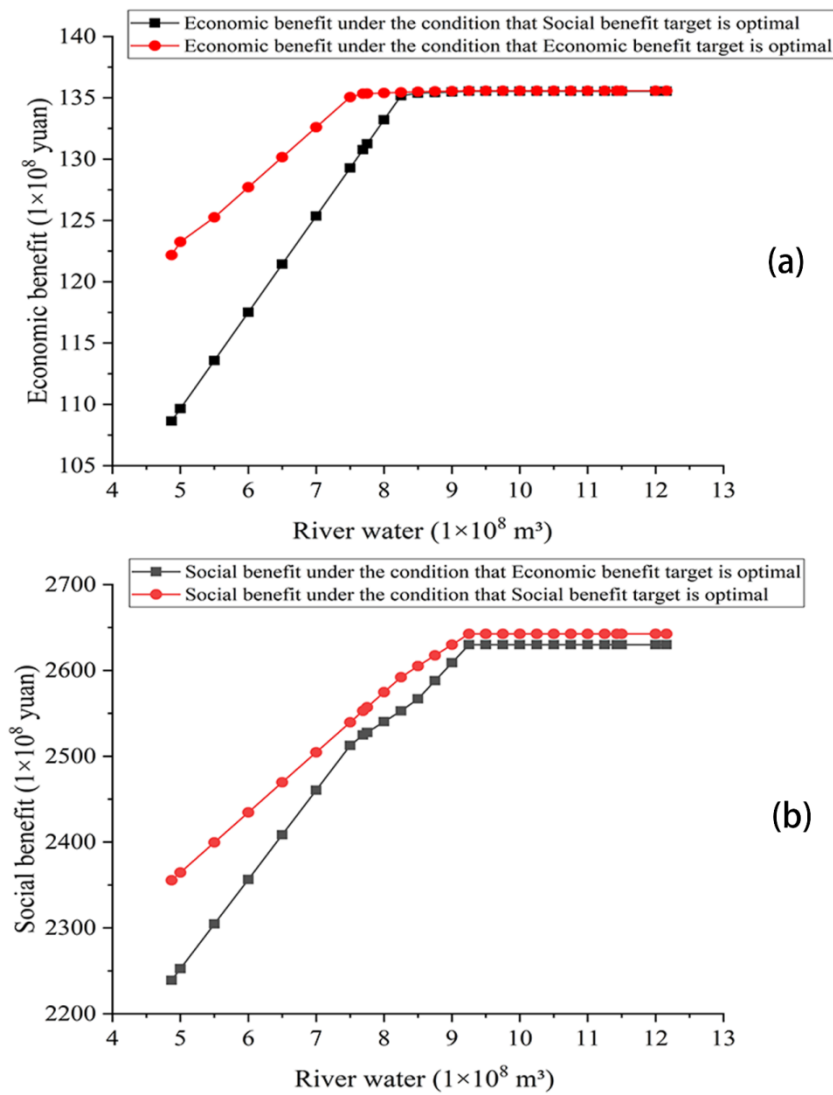 Economic benefit under the condition that Social benefit target is optimal
Economic benefit under the condition that Economic benefit target is optimal
140
135
130
125
120
115
110
105
Economic benefit (1×10⁸ yuan)
4 5 6 7 8 9 10 11 12 13
River water (1×10⁸ m³)
(a)
Social benefit under the condition that Economic benefit target is optimal
Social benefit under the condition that Social benefit target is optimal
2700
2600
2500
2400
2300
2200
Social benefit (1×10⁸ yuan)
4 5 6 7 8 9 10 11 12 13
River water (1×10⁸ m³)
(b)